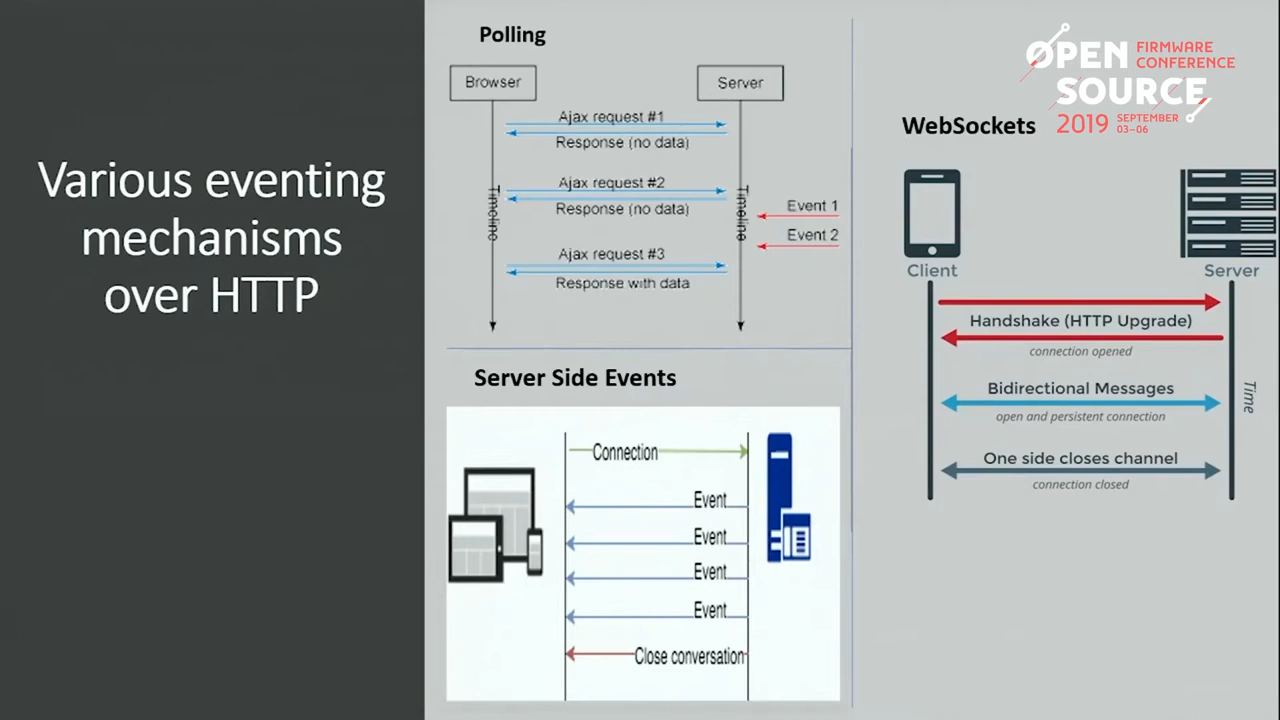 Various eventing
mechanisms
over HTTP
Polling
Browser
Server
Ajax request #1
Response (no data)
Ajax request #2
Response (no data)
Timeline
Timeline
Event 1
Event 2
Ajax request #3
Response with data
Server Side Events
Connection
Event
Event
Event
Event
Close conversation
OPEN
SOURCE
FIRMWARE
CONFERENCE
2019
SEPTEMBER
03–06
WebSockets
Client
Server
Handshake (HTTP Upgrade)
connection opened
Bidirectional Messages
open and persistent connection
Time
One side closes channel
connection closed